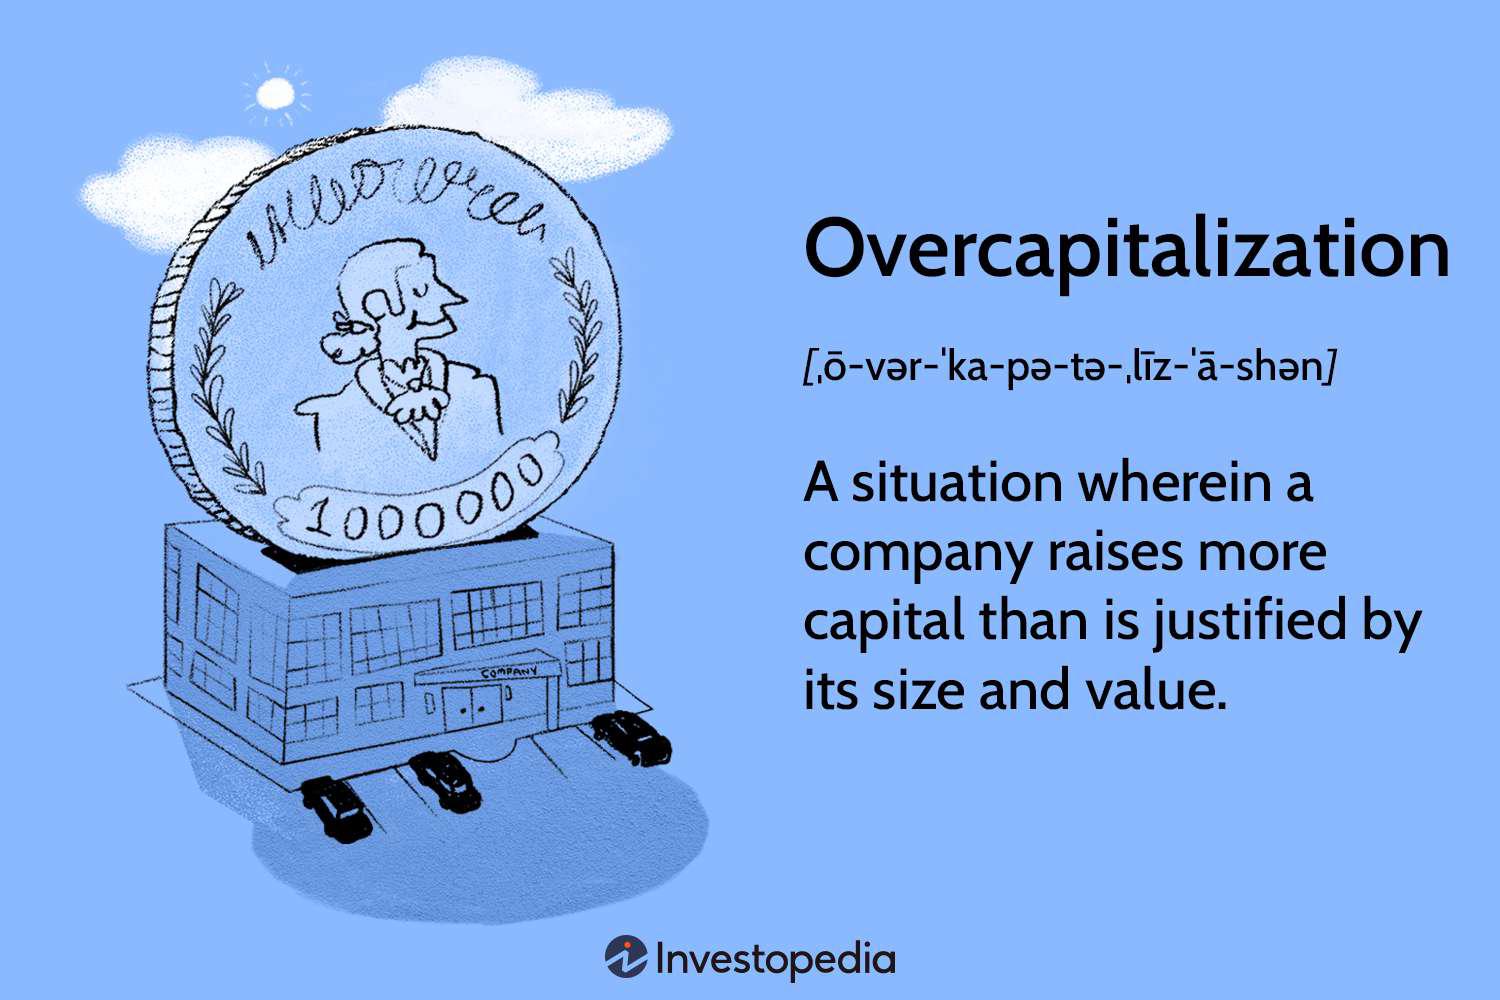 1000000
COMPANY
Overcapitalization
[ˌō-vər-ˈka-pə-tə-ˌlīz-ˈā-shən]
A situation wherein a
company raises more
capital than is justified by
its size and value.
Investopedia